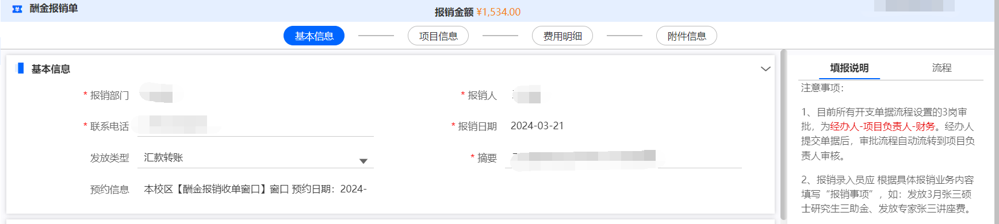 酬金报销单
报销金额 ¥1,534.00
基本信息
项目信息
费用明细
附件信息
基本信息
* 报销部门
* 报销人
* 联系电话
* 报销日期 2024-03-21
发放类型 汇款转账
* 摘要
预约信息 本校区【酬金报销收单窗口】窗口 预约日期：2024-
填报说明
流程
注意事项：
1、目前所有开支单据流程设置的3岗审
批，为经办人-项目负责人-财务。经办人
提交单据后，审批流程自动流转到项目负
责人审核。
2、报销录入员应 根据具体报销业务内容
填写“报销事项”，如：发放3月张三硕
士研究生三助金、发放专家张三讲座费。